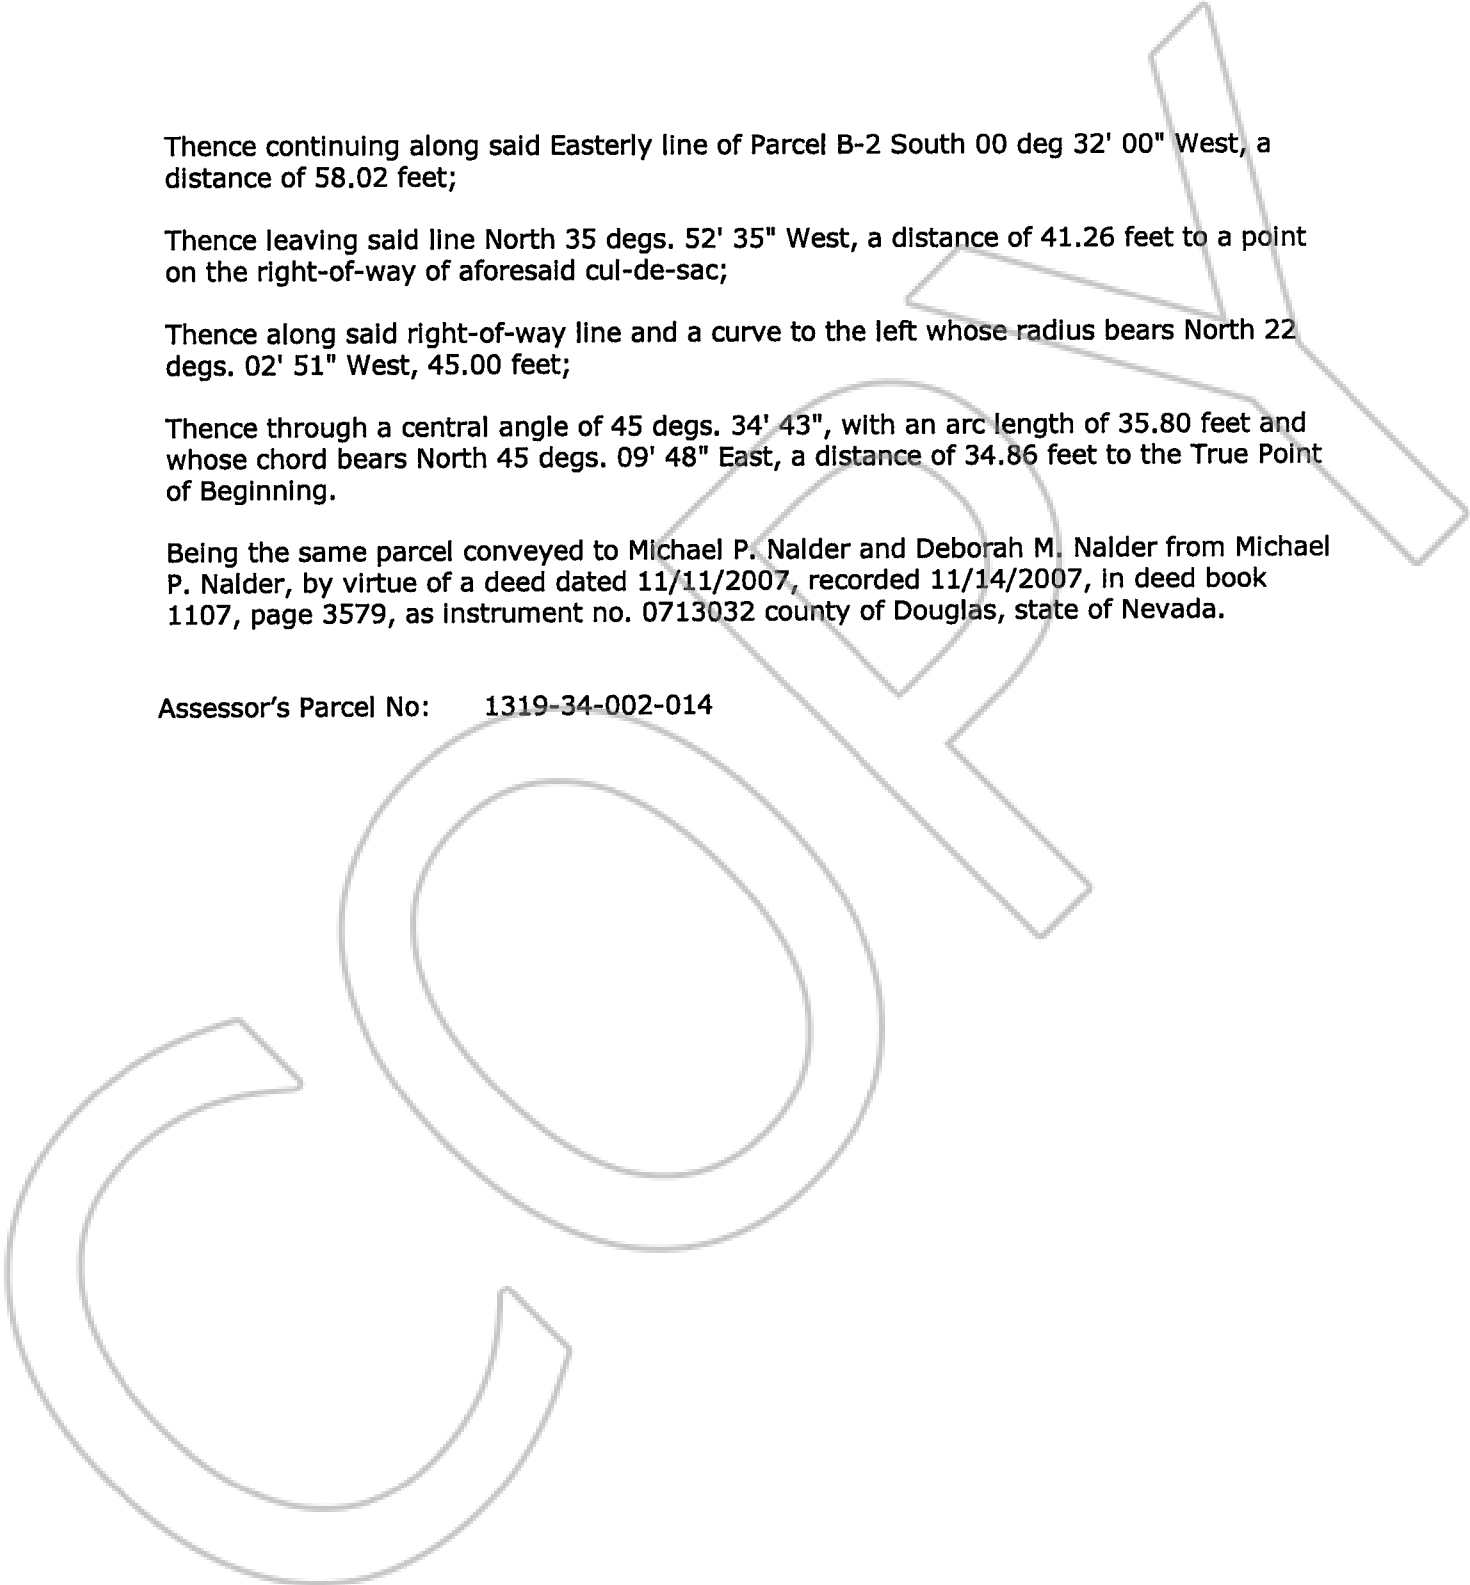 Thence continuing along said Easterly line of Parcel B-2 South 00 deg 32' 00" West, a
distance of 58.02 feet;
Thence leaving said line North 35 degs. 52' 35" West, a distance of 41.26 feet to a point
on the right-of-way of aforesaid cul-de-sac;
Thence along said right-of-way line and a curve to the left whose radius bears North 22
degs. 02' 51" West, 45.00 feet;
Thence through a central angle of 45 degs. 34' 43", with an arc length of 35.80 feet and
whose chord bears North 45 degs. 09' 48" East, a distance of 34.86 feet to the True Point
of Beginning.
Being the same parcel conveyed to Michael P. Nalder and Deborah M. Nalder from Michael
P. Nalder, by virtue of a deed dated 11/11/2007, recorded 11/14/2007, in deed book
1107, page 3579, as instrument no. 0713032 county of Douglas, state of Nevada.
Assessor's Parcel No: 1319-34-002-014
COPY